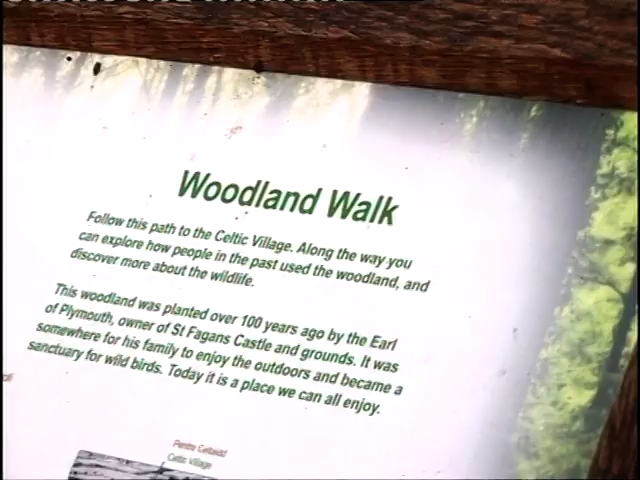 Woodland Walk
Follow this path to the Celtic Village. Along the way you
can explore how people in the past used the woodland, and
discover more about the wildlife.
This woodland was planted over 100 years ago by the Earl
of Plymouth, owner of St Fagans Castle and grounds. It was
somewhere for his family to enjoy the outdoors and became a
sanctuary for wild birds. Today it is a place we can all enjoy.
Celtic Village